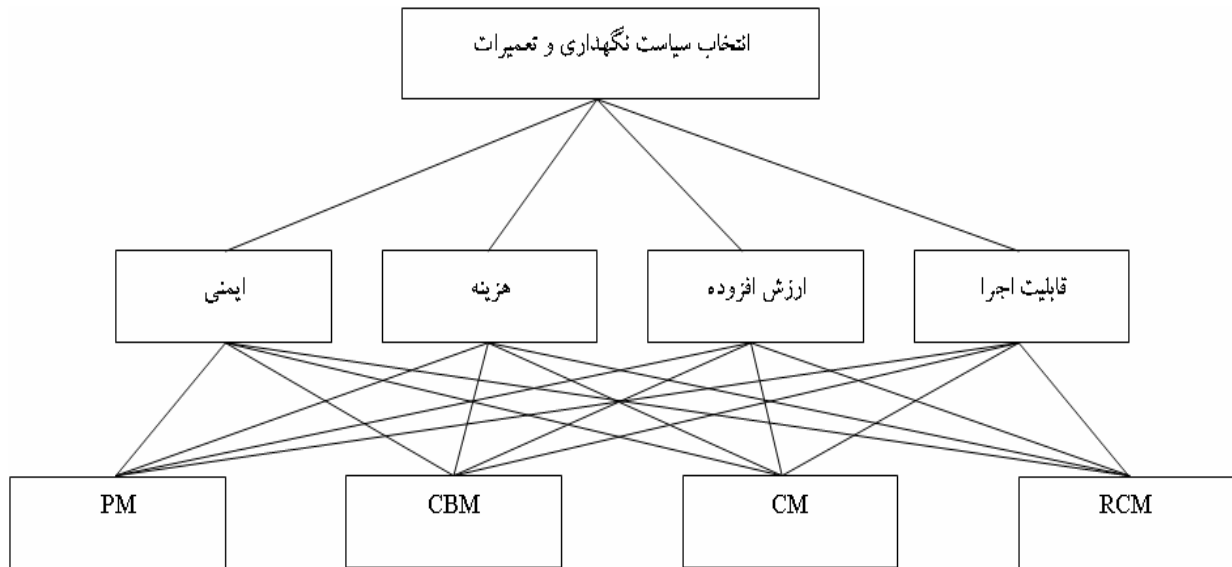 انتخاب سیاست نگهداری و تعمیرات
قابلیت اجرا
ارزش افزوده
هزینه
ایمنی
PM
CBM
CM
RCM